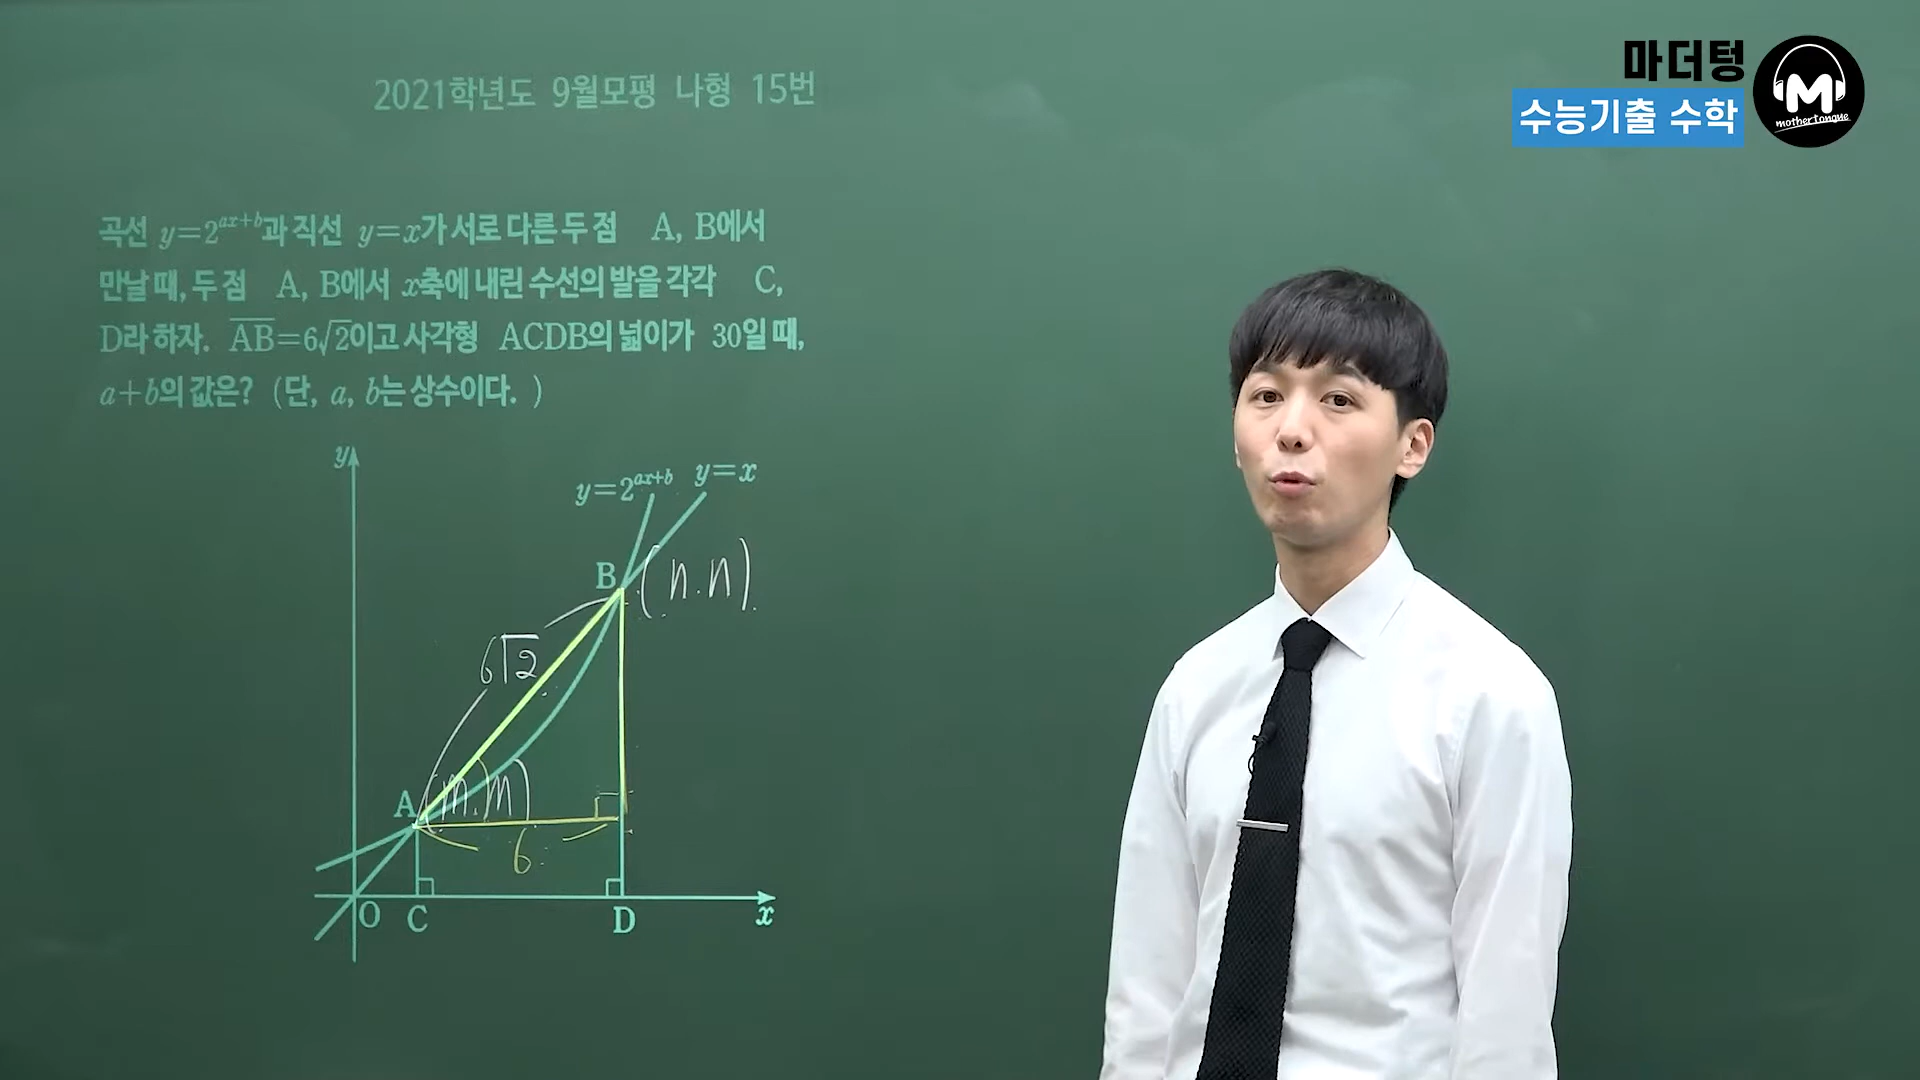 마더텅
수능기출 수학
M
mothertongue
2021학년도 9월모평 나형 15번
곡선 y=2^{ax+b}과 직선 y=x가 서로 다른 두 점 A, B에서
만날 때, 두 점 A, B에서 x축에 내린 수선의 발을 각각 C,
D라 하자. \overline{AB}=6√2이고 사각형 ACDB의 넓이가 30일 때,
a+b의 값은? (단, a, b는 상수이다. )
y
y=2^{ax+b}
y=x
B
(n.n)
6√2
A
(m.m)
6
O
C
D
x